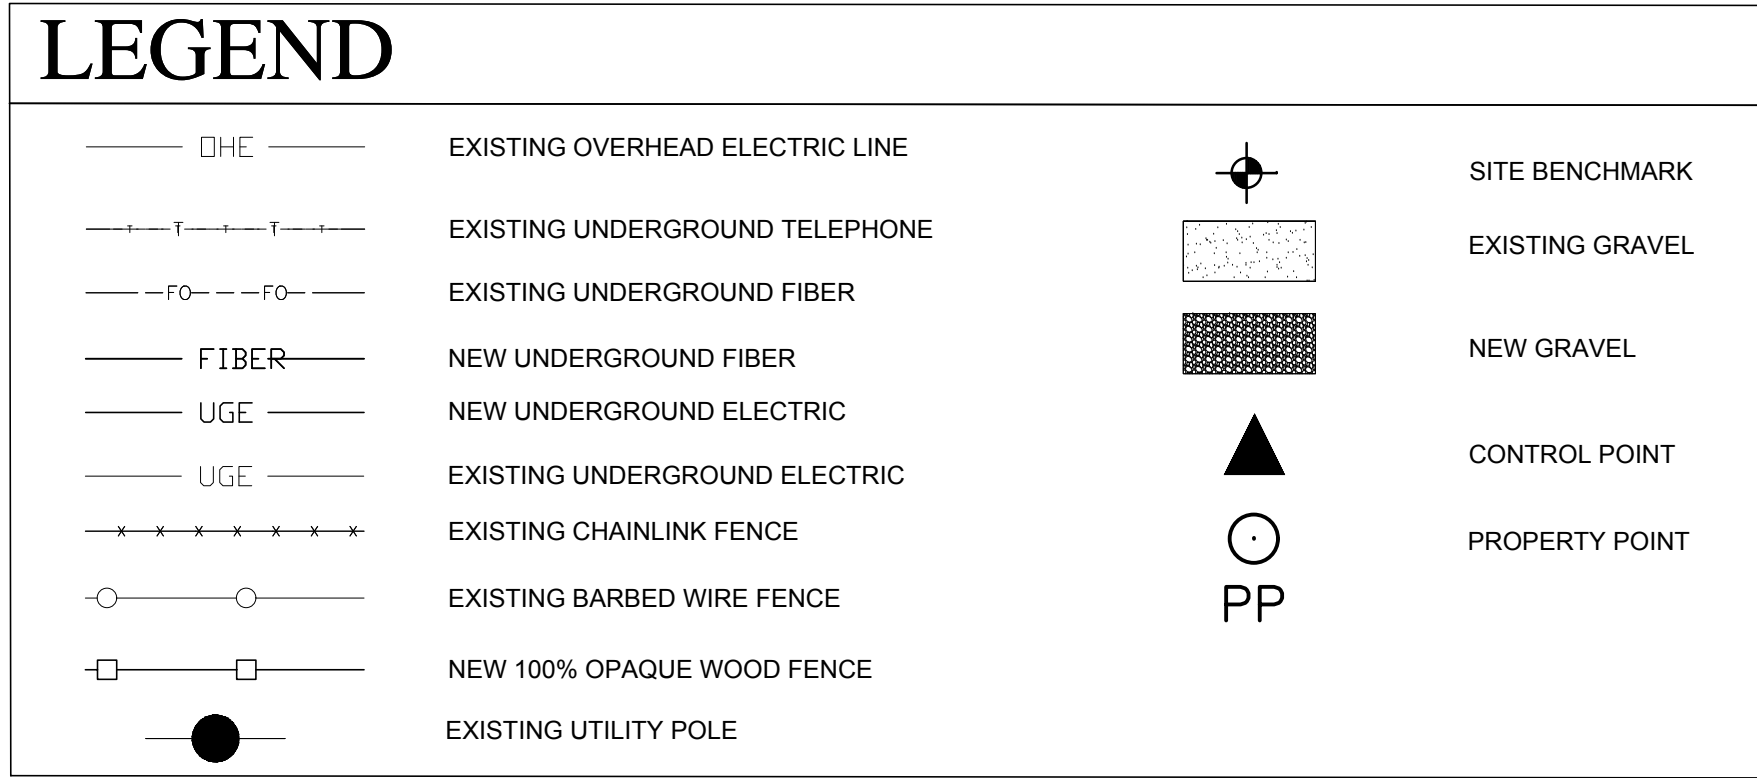 LEGEND
OHE EXISTING OVERHEAD ELECTRIC LINE
T T T T T EXISTING UNDERGROUND TELEPHONE
FO FO EXISTING UNDERGROUND FIBER
FIBER NEW UNDERGROUND FIBER
UGE NEW UNDERGROUND ELECTRIC
UGE EXISTING UNDERGROUND ELECTRIC
x x x x x x x EXISTING CHAINLINK FENCE
EXISTING BARBED WIRE FENCE
NEW 100% OPAQUE WOOD FENCE
EXISTING UTILITY POLE
SITE BENCHMARK
EXISTING GRAVEL
NEW GRAVEL
CONTROL POINT
PROPERTY POINT
PP